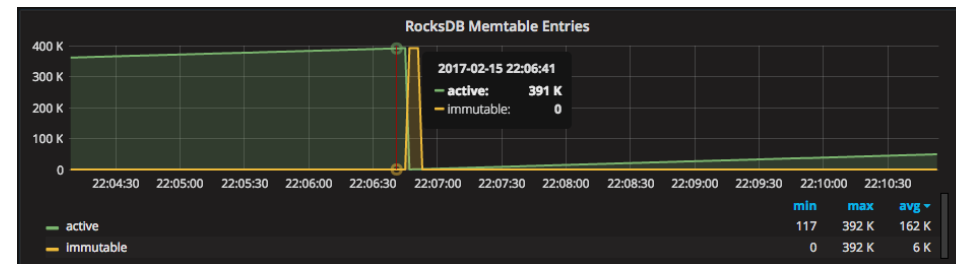 RocksDB Memtable Entries
400 K
300 K
200 K
100 K
0
2017-02-15 22:06:41
active: 391 K
immutable: 0
22:04:30 22:05:00 22:05:30 22:06:00 22:06:30 22:07:00 22:07:30 22:08:00 22:08:30 22:09:00 22:09:30 22:10:00 22:10:30
min max avg
active 117 392 K 162 K
immutable 0 392 K 6 K